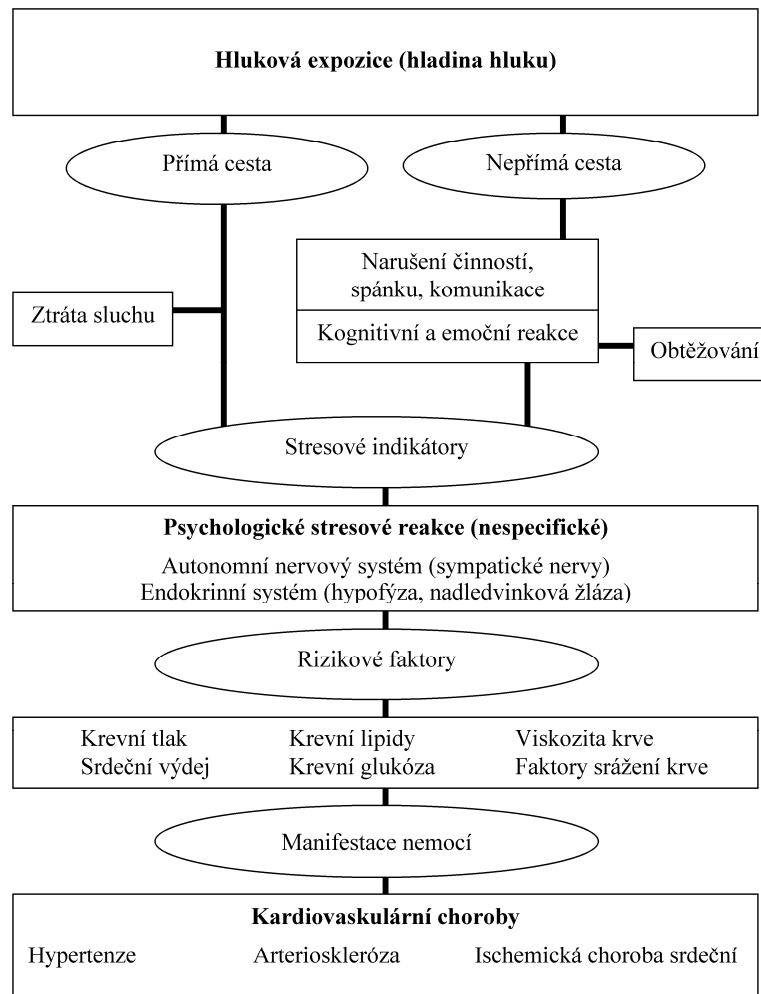 Hluková expozice (hladina hluku)
Přímá cesta
Nepřímá cesta
Narušení činností,
spánku, komunikace
Ztráta sluchu
Kognitivní a emoční reakce
Obtěžování
Stresové indikátory
Psychologické stresové reakce (nespecifické)
Autonomní nervový systém (sympatické nervy)
Endokrinní systém (hypofýza, nadledvinková žláza)
Rizikové faktory
Krevní tlak Krevní lipidy Viskozita krve
Srdeční výdej Krevní glukóza Faktory srážení krve
Manifestace nemocí
Kardiovaskulární choroby
Hypertenze Arterioskleróza Ischemická choroba srdeční